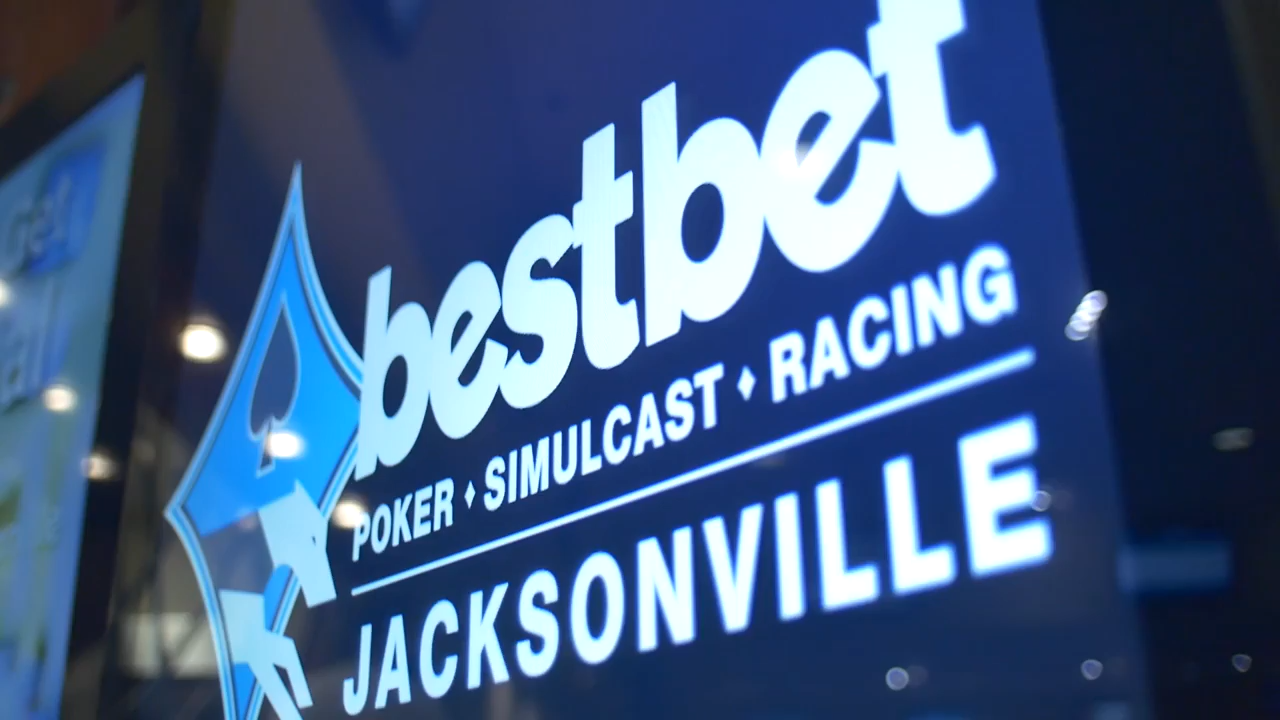 bestbet
POKER ♦ SIMULCAST ♦ RACING
JACKSONVILLE